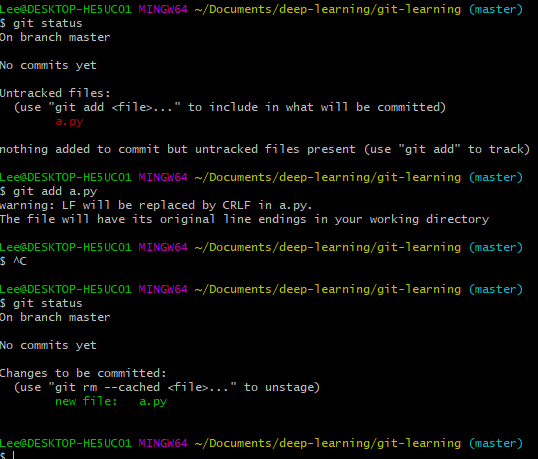 Lee@DESKTOP-HE5UCO1 MINGW64 ~/Documents/deep-learning/git-learning (master)
$ git status
On branch master
No commits yet
Untracked files:
  (use "git add <file>..." to include in what will be committed)
        a.py
nothing added to commit but untracked files present (use "git add" to track)
Lee@DESKTOP-HE5UCO1 MINGW64 ~/Documents/deep-learning/git-learning (master)
$ git add a.py
warning: LF will be replaced by CRLF in a.py.
The file will have its original line endings in your working directory
Lee@DESKTOP-HE5UCO1 MINGW64 ~/Documents/deep-learning/git-learning (master)
$ ^C
Lee@DESKTOP-HE5UCO1 MINGW64 ~/Documents/deep-learning/git-learning (master)
$ git status
On branch master
No commits yet
Changes to be committed:
  (use "git rm --cached <file>..." to unstage)
        new file:   a.py
Lee@DESKTOP-HE5UCO1 MINGW64 ~/Documents/deep-learning/git-learning (master)
$